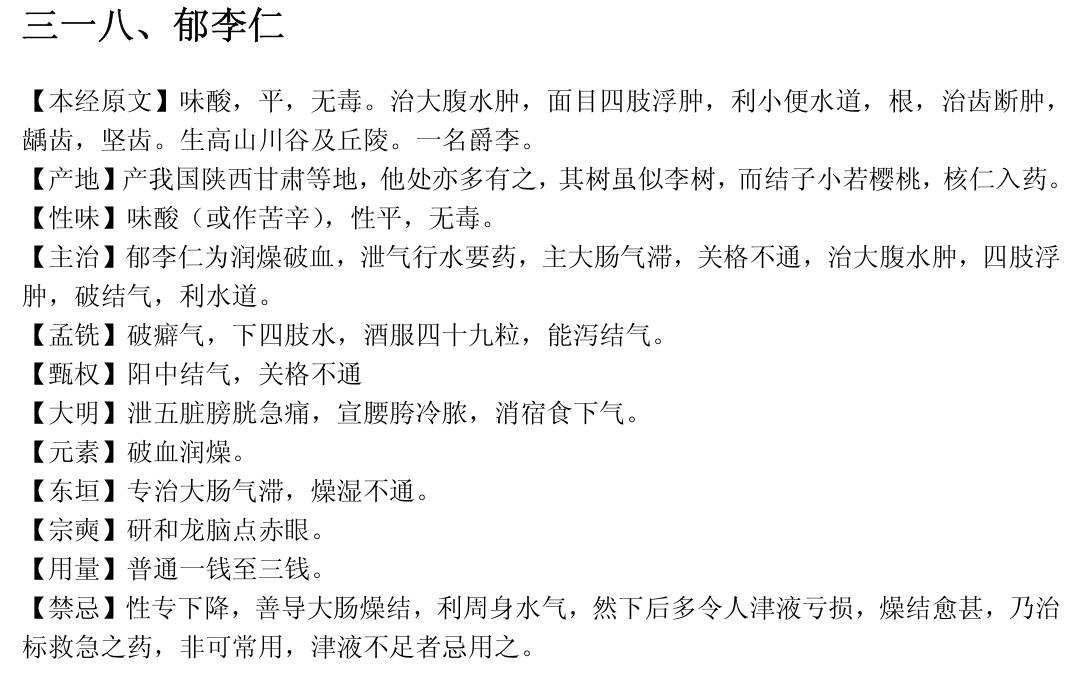 三一八、郁李仁
【本经原文】味酸，平，无毒。治大腹水肿，面目四肢浮肿，利小便水道，根，治齿断肿，
龋齿，坚齿。生高山川谷及丘陵。一名爵李。
【产地】产我国陕西甘肃等地，他处亦多有之，其树虽似李树，而结子小若樱桃，核仁入药。
【性味】味酸（或作苦辛），性平，无毒。
【主治】郁李仁为润燥破血，泄气行水要药，主大肠气滞，关格不通，治大腹水肿，四肢浮
肿，破结气，利水道。
【孟铣】破癖气，下四肢水，酒服四十九粒，能泻结气。
【甄权】阳中结气，关格不通
【大明】泄五脏膀胱急痛，宣腰胯冷脓，消宿食下气。
【元素】破血润燥。
【东垣】专治大肠气滞，燥湿不通。
【宗奭】研和龙脑点赤眼。
【用量】普通一钱至三钱。
【禁忌】性专下降，善导大肠燥结，利周身水气，然下后多令人津液亏损，燥结愈甚，乃治
标救急之药，非可常用，津液不足者忌用之。